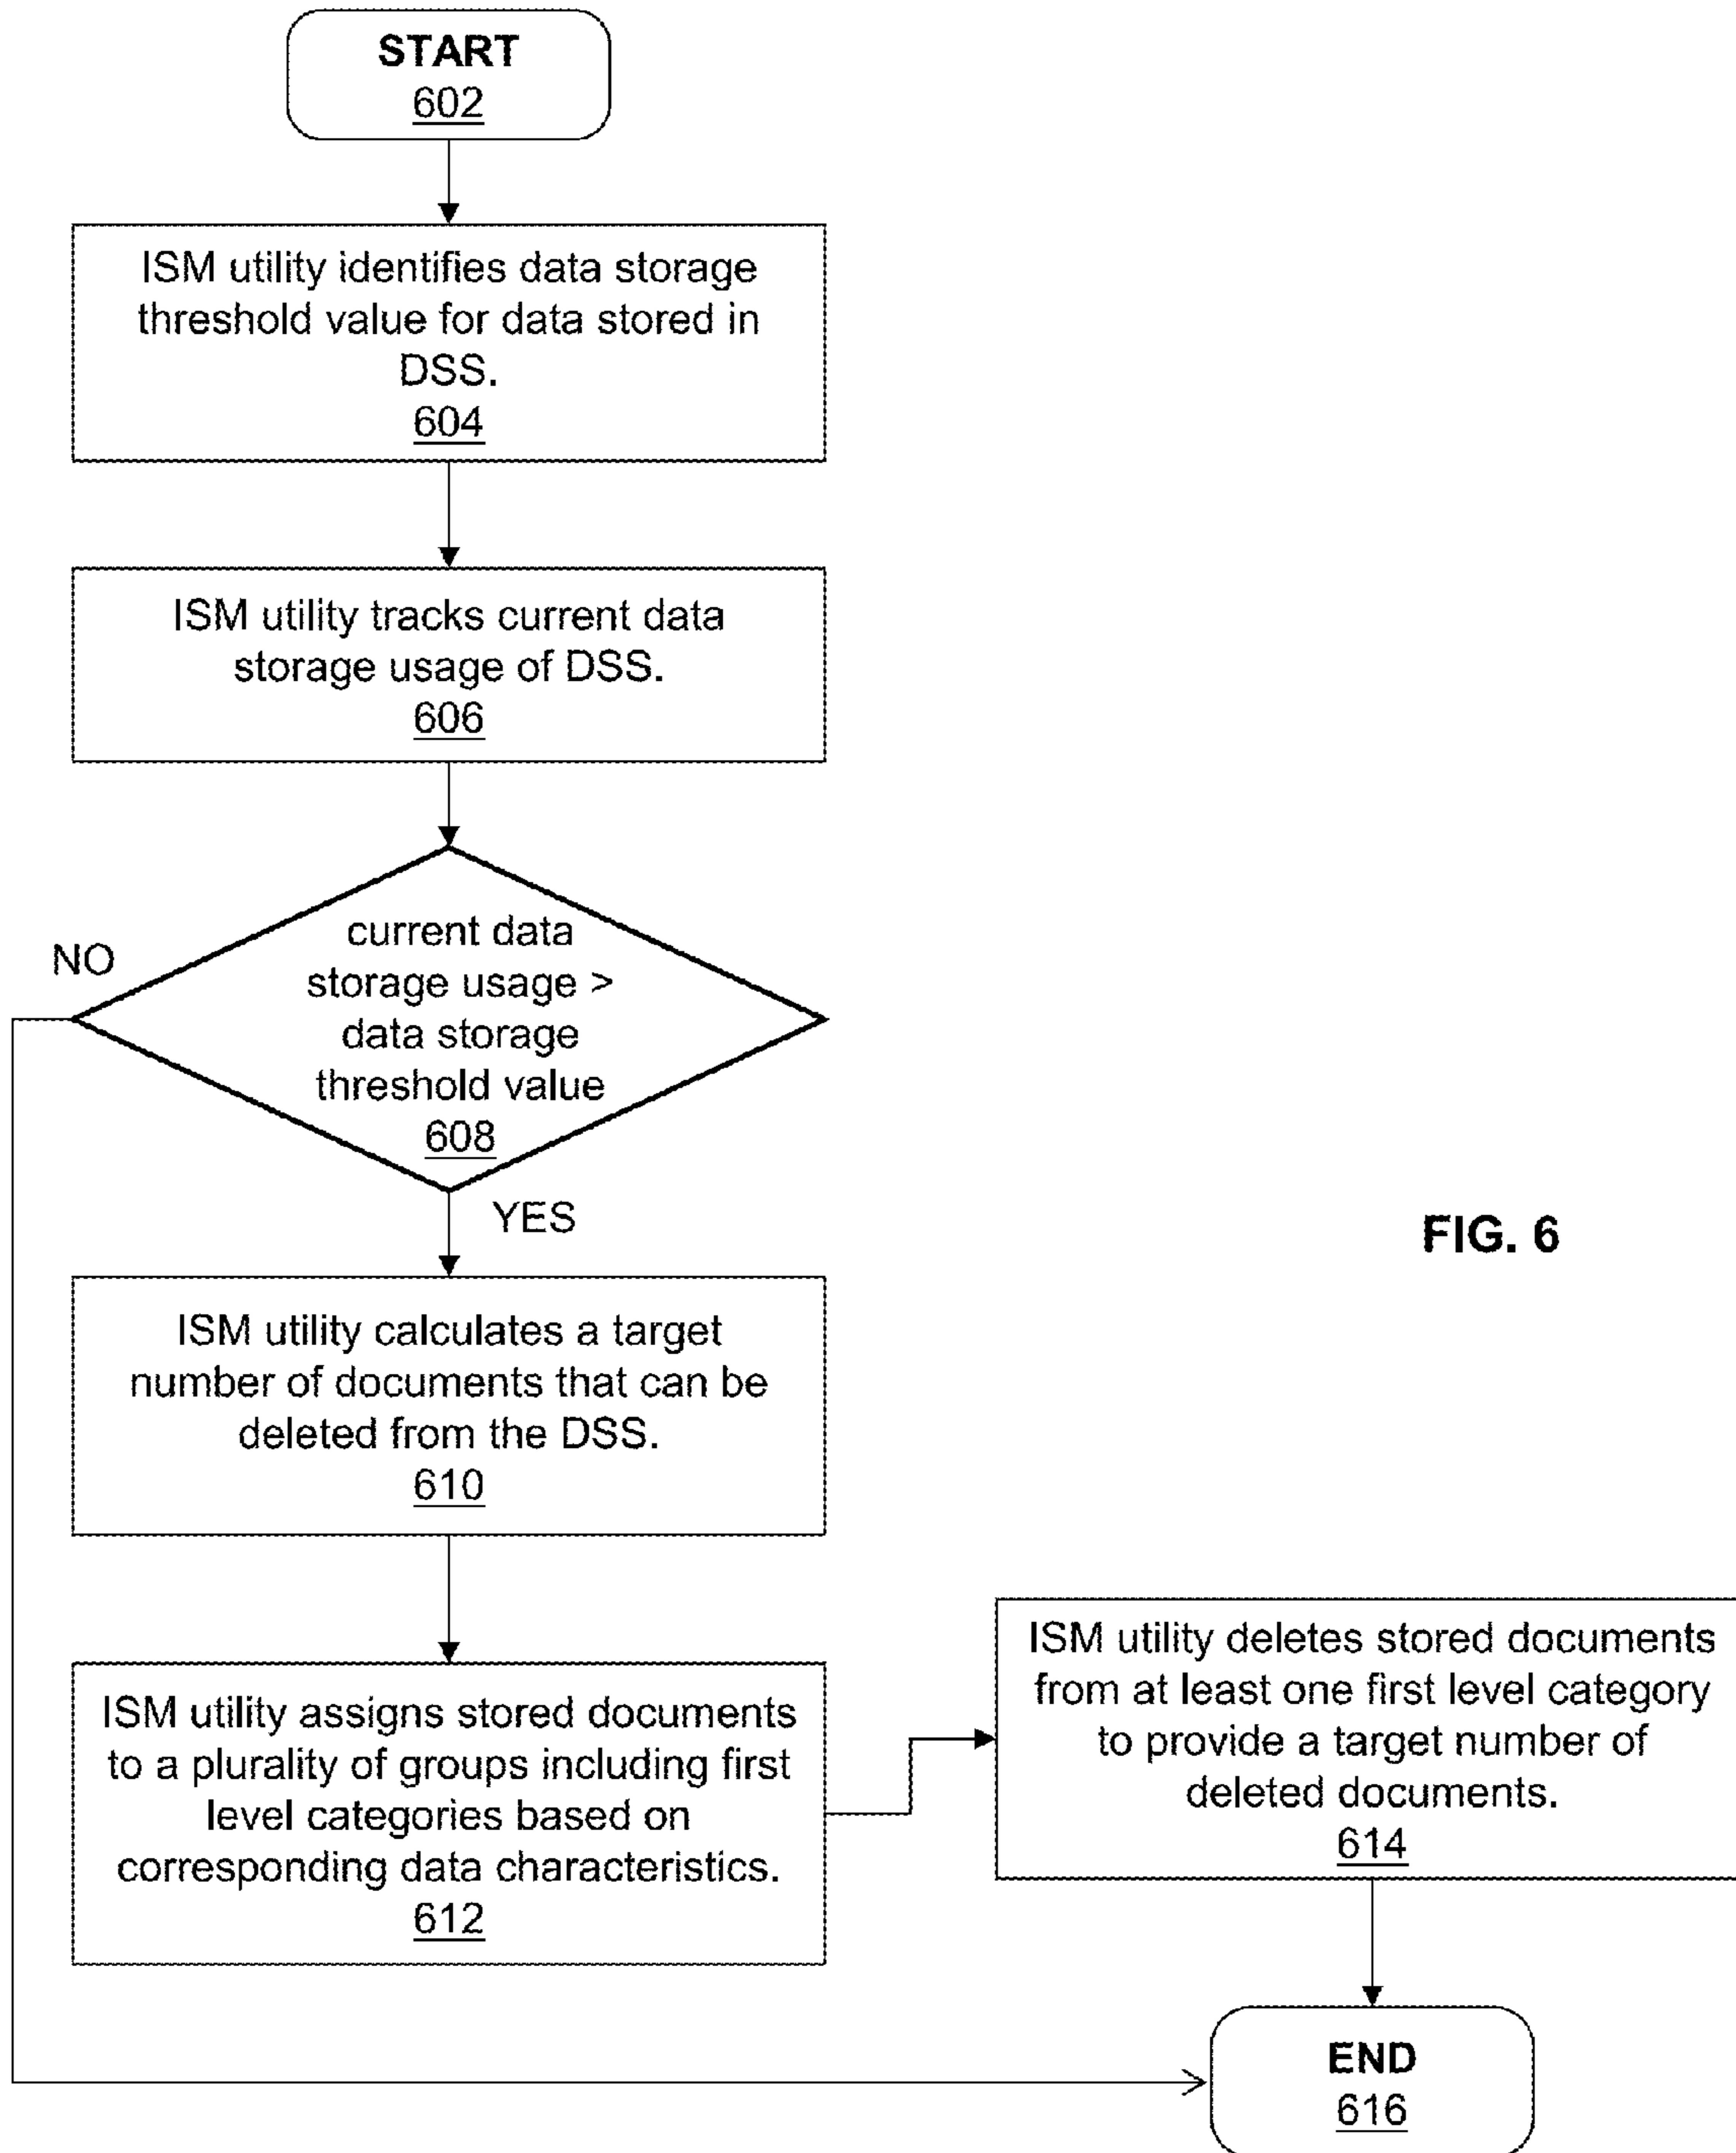 START
602
ISM utility identifies data storage
threshold value for data stored in
DSS.
604
ISM utility tracks current data
storage usage of DSS.
606
current data
storage usage >
data storage
threshold value
608
NO
YES
ISM utility calculates a target
number of documents that can be
deleted from the DSS.
610
ISM utility assigns stored documents
to a plurality of groups including first
level categories based on
corresponding data characteristics.
612
ISM utility deletes stored documents
from at least one first level category
to provide a target number of
deleted documents.
614
END
616
FIG. 6